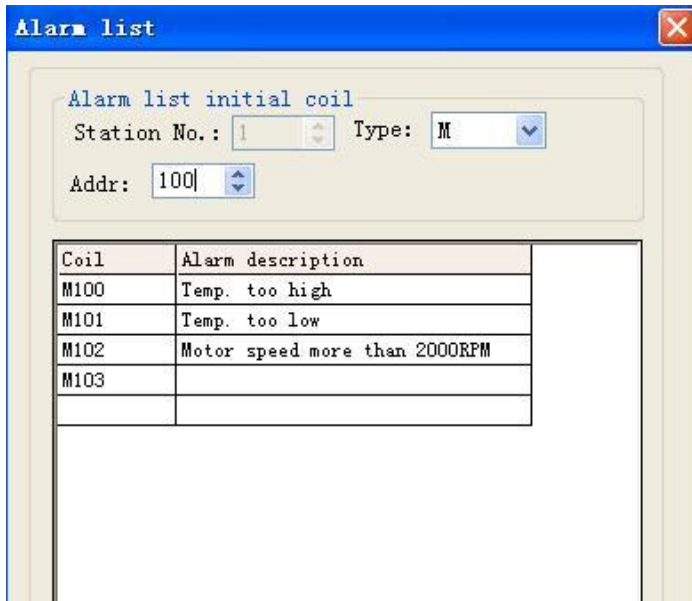 Alarm list
Alarm list initial coil
Station No.: 1 Type: M
Addr: 100
Coil Alarm description
M100 Temp. too high
M101 Temp. too low
M102 Motor speed more than 2000RPM
M103